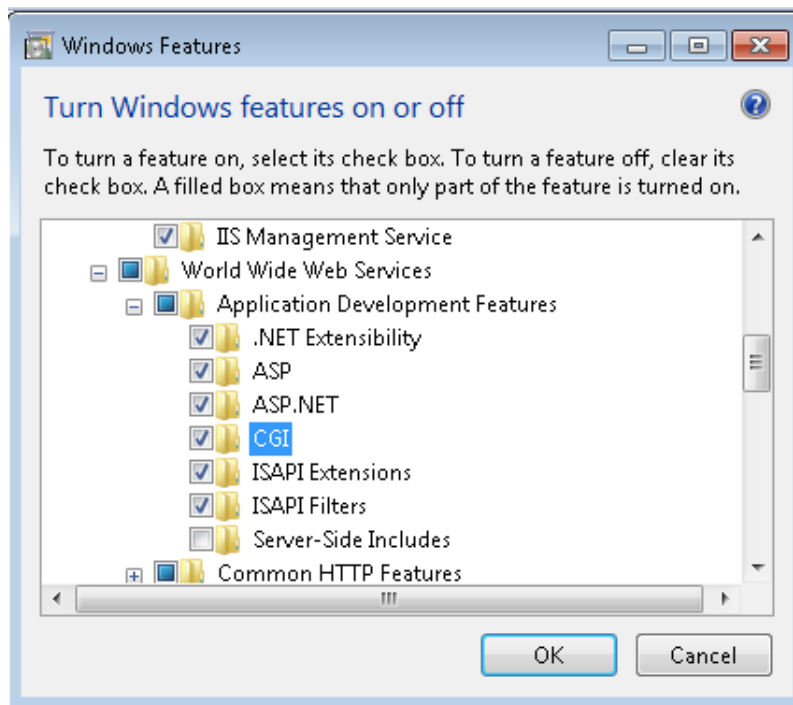 Windows Features
Turn Windows features on or off
To turn a feature on, select its check box. To turn a feature off, clear its
check box. A filled box means that only part of the feature is turned on.
IIS Management Service
World Wide Web Services
Application Development Features
.NET Extensibility
ASP
ASP.NET
CGI
ISAPI Extensions
ISAPI Filters
Server-Side Includes
Common HTTP Features
OK Cancel